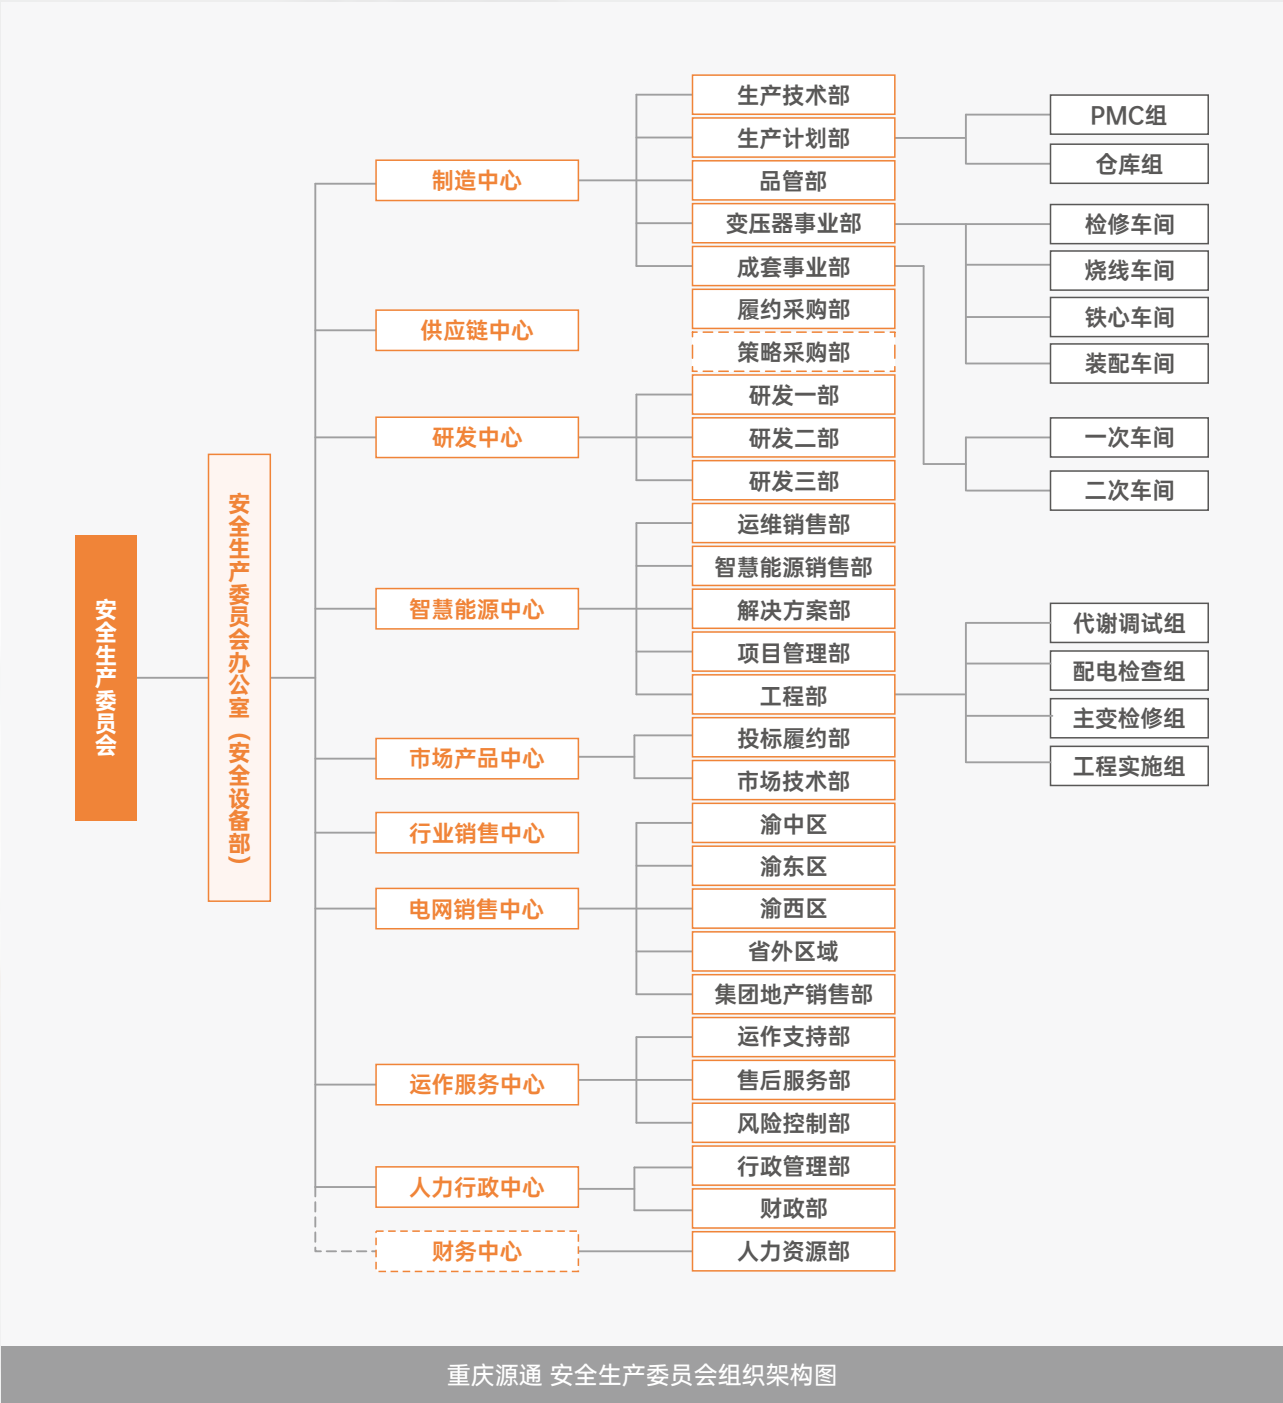 安全生产委员会
安全生产委员会办公室（安全设备部）
制造中心
供应链中心
研发中心
智慧能源中心
市场产品中心
行业销售中心
电网销售中心
运作服务中心
人力行政中心
财务中心
生产技术部
生产计划部
品管部
变压器事业部
成套事业部
履约采购部
策略采购部
研发一部
研发二部
研发三部
运维销售部
智慧能源销售部
解决方案部
项目管理部
工程部
投标履约部
市场技术部
渝中区
渝东区
渝西区
省外区域
集团地产销售部
运作支持部
售后服务部
风险控制部
行政管理部
财政部
人力资源部
PMC组
仓库组
检修车间
烧线车间
铁心车间
装配车间
一次车间
二次车间
代谢调试组
配电检查组
主变检修组
工程实施组
重庆源通 安全生产委员会组织架构图